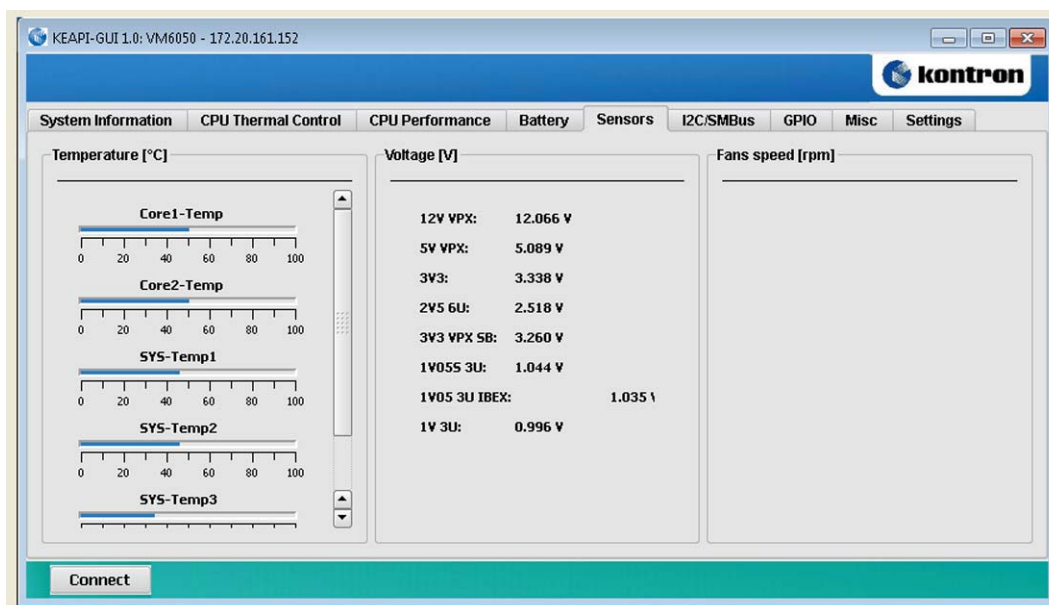 KEAPI-GUI 1.0: VM6050 - 172.20.161.152
kontron
System Information CPU Thermal Control CPU Performance Battery Sensors I2C/SMBus GPIO Misc Settings
Temperature [°C]
Core1-Temp
0 20 40 60 80 100
Core2-Temp
0 20 40 60 80 100
SYS-Temp1
0 20 40 60 80 100
SYS-Temp2
0 20 40 60 80 100
SYS-Temp3
Voltage [V]
12V VPX: 12.066 V
5V VPX: 5.089 V
3V3: 3.338 V
2V5 6U: 2.518 V
3V3 VPX SB: 3.260 V
1V05S 3U: 1.044 V
1V05 3U IBEX: 1.035
1V 3U: 0.996 V
Fans speed [rpm]
Connect